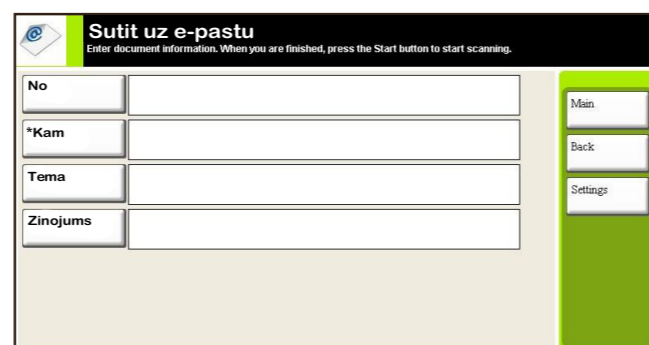 Sutit uz e-pastu
Enter document information. When you are finished, press the Start button to start scanning.
No
*Kam
Tema
Zinojums
Main
Back
Settings